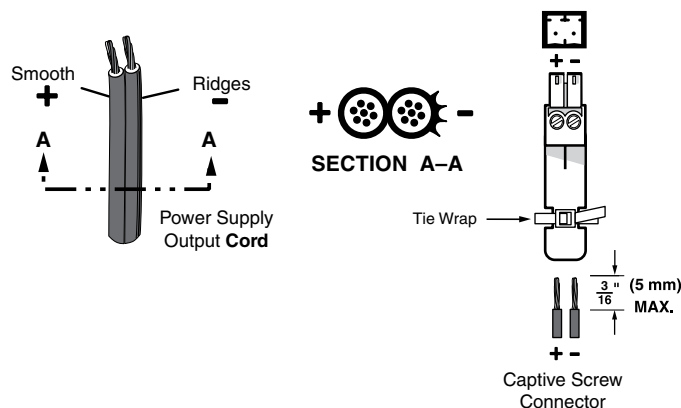 Smooth
+
Ridges
-
A
A
Power Supply
Output Cord
+
-
SECTION A–A
+ -
Tie Wrap
3/16" (5 mm)
MAX.
+ -
Captive Screw
Connector